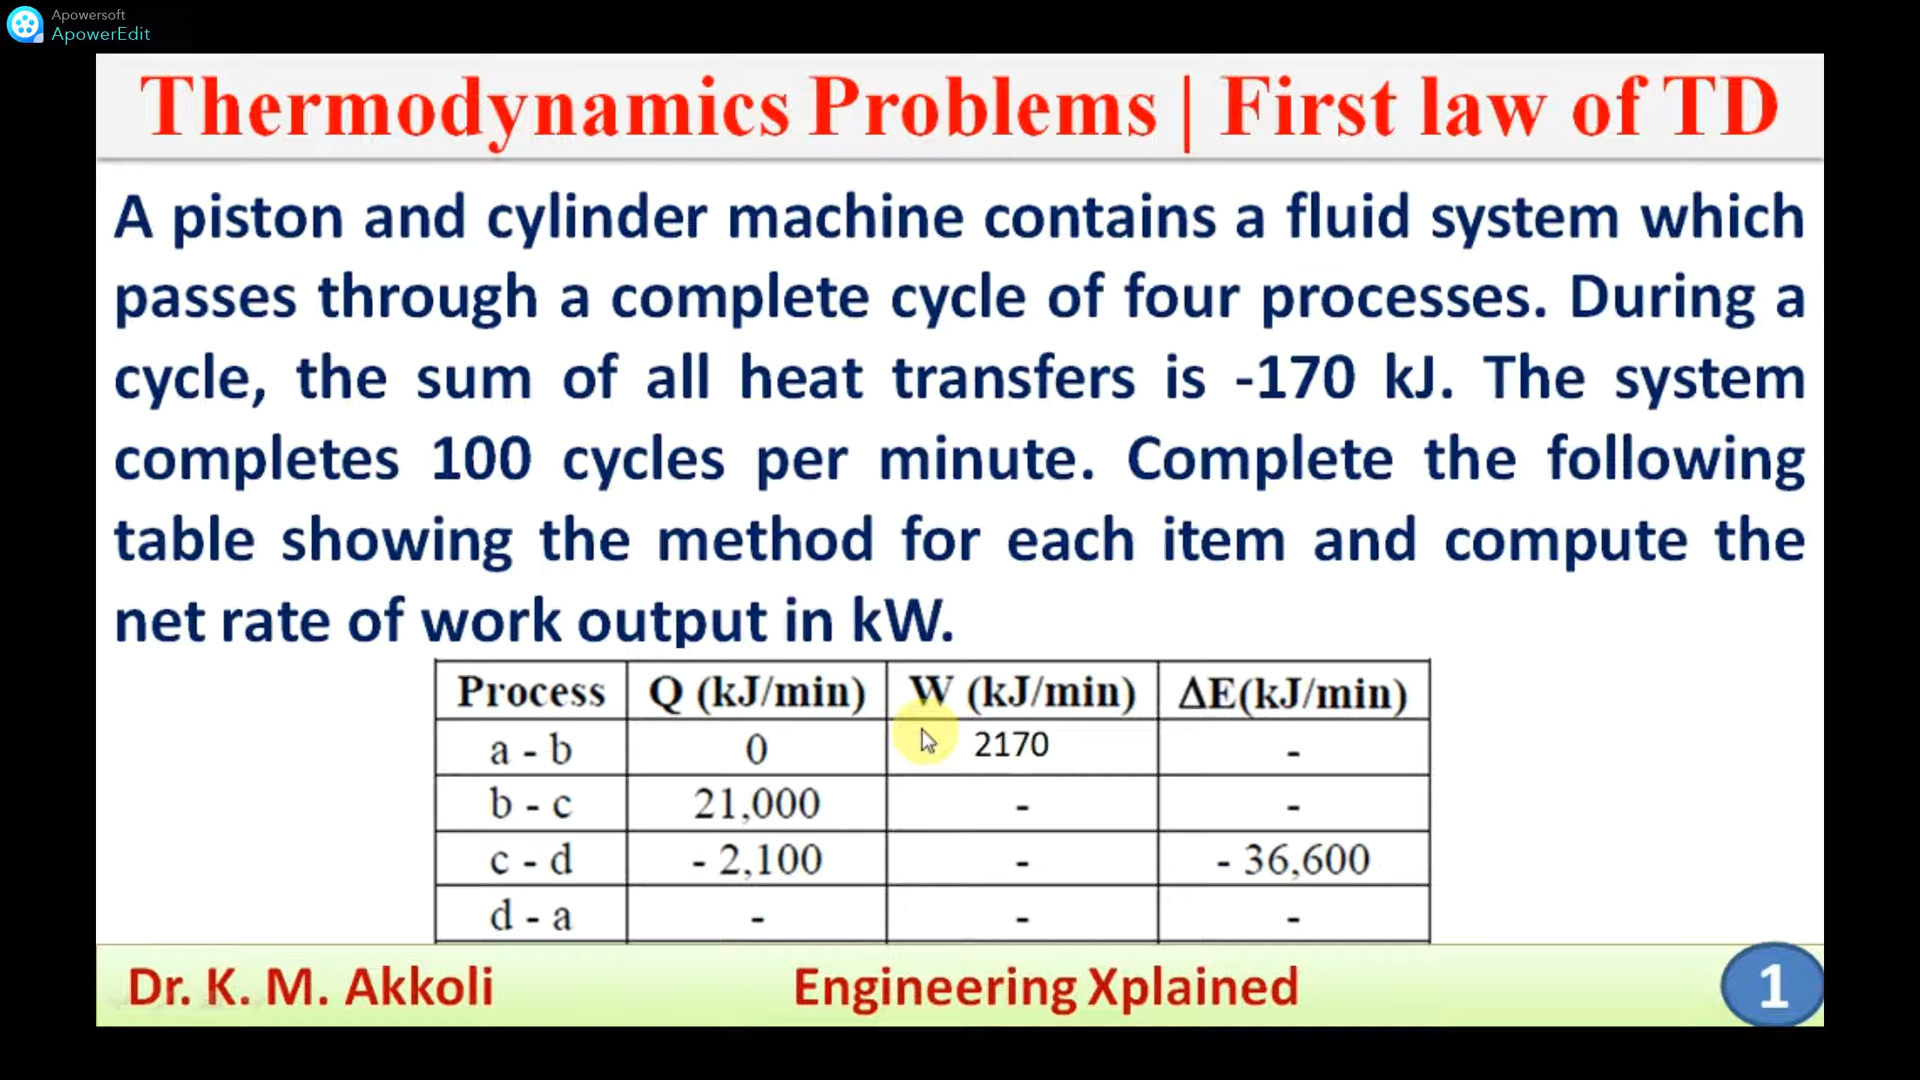 Apowersoft
ApowerEdit
Thermodynamics Problems | First law of TD
A piston and cylinder machine contains a fluid system which
passes through a complete cycle of four processes. During a
cycle, the sum of all heat transfers is -170 kJ. The system
completes 100 cycles per minute. Complete the following
table showing the method for each item and compute the
net rate of work output in kW.
Process Q (kJ/min) W (kJ/min) ΔE(kJ/min)
a - b 0 2170 -
b - c 21,000 - -
c - d - 2,100 - - 36,600
d - a - - -
Dr. K. M. Akkoli Engineering Xplained 1